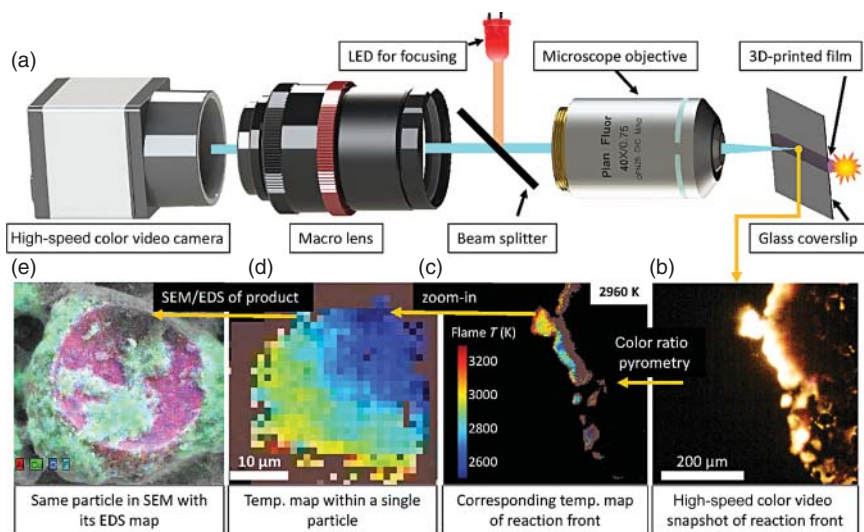 LED for focusing
Microscope objective
3D-printed film
(a)
Plan Fluor
40X/0.75
High-speed color video camera
Macro lens
Beam splitter
Glass coverslip
(e)
(d)
(c)
(b)
SEM/EDS of product
zoom-in
2960 K
Flame T (K)
3200
3000
2800
2600
Color ratio
pyrometry
10 μm
200 μm
Same particle in SEM with
its EDS map
Temp. map within a single
particle
Corresponding temp. map
of reaction front
High-speed color video
snapshot of reaction front